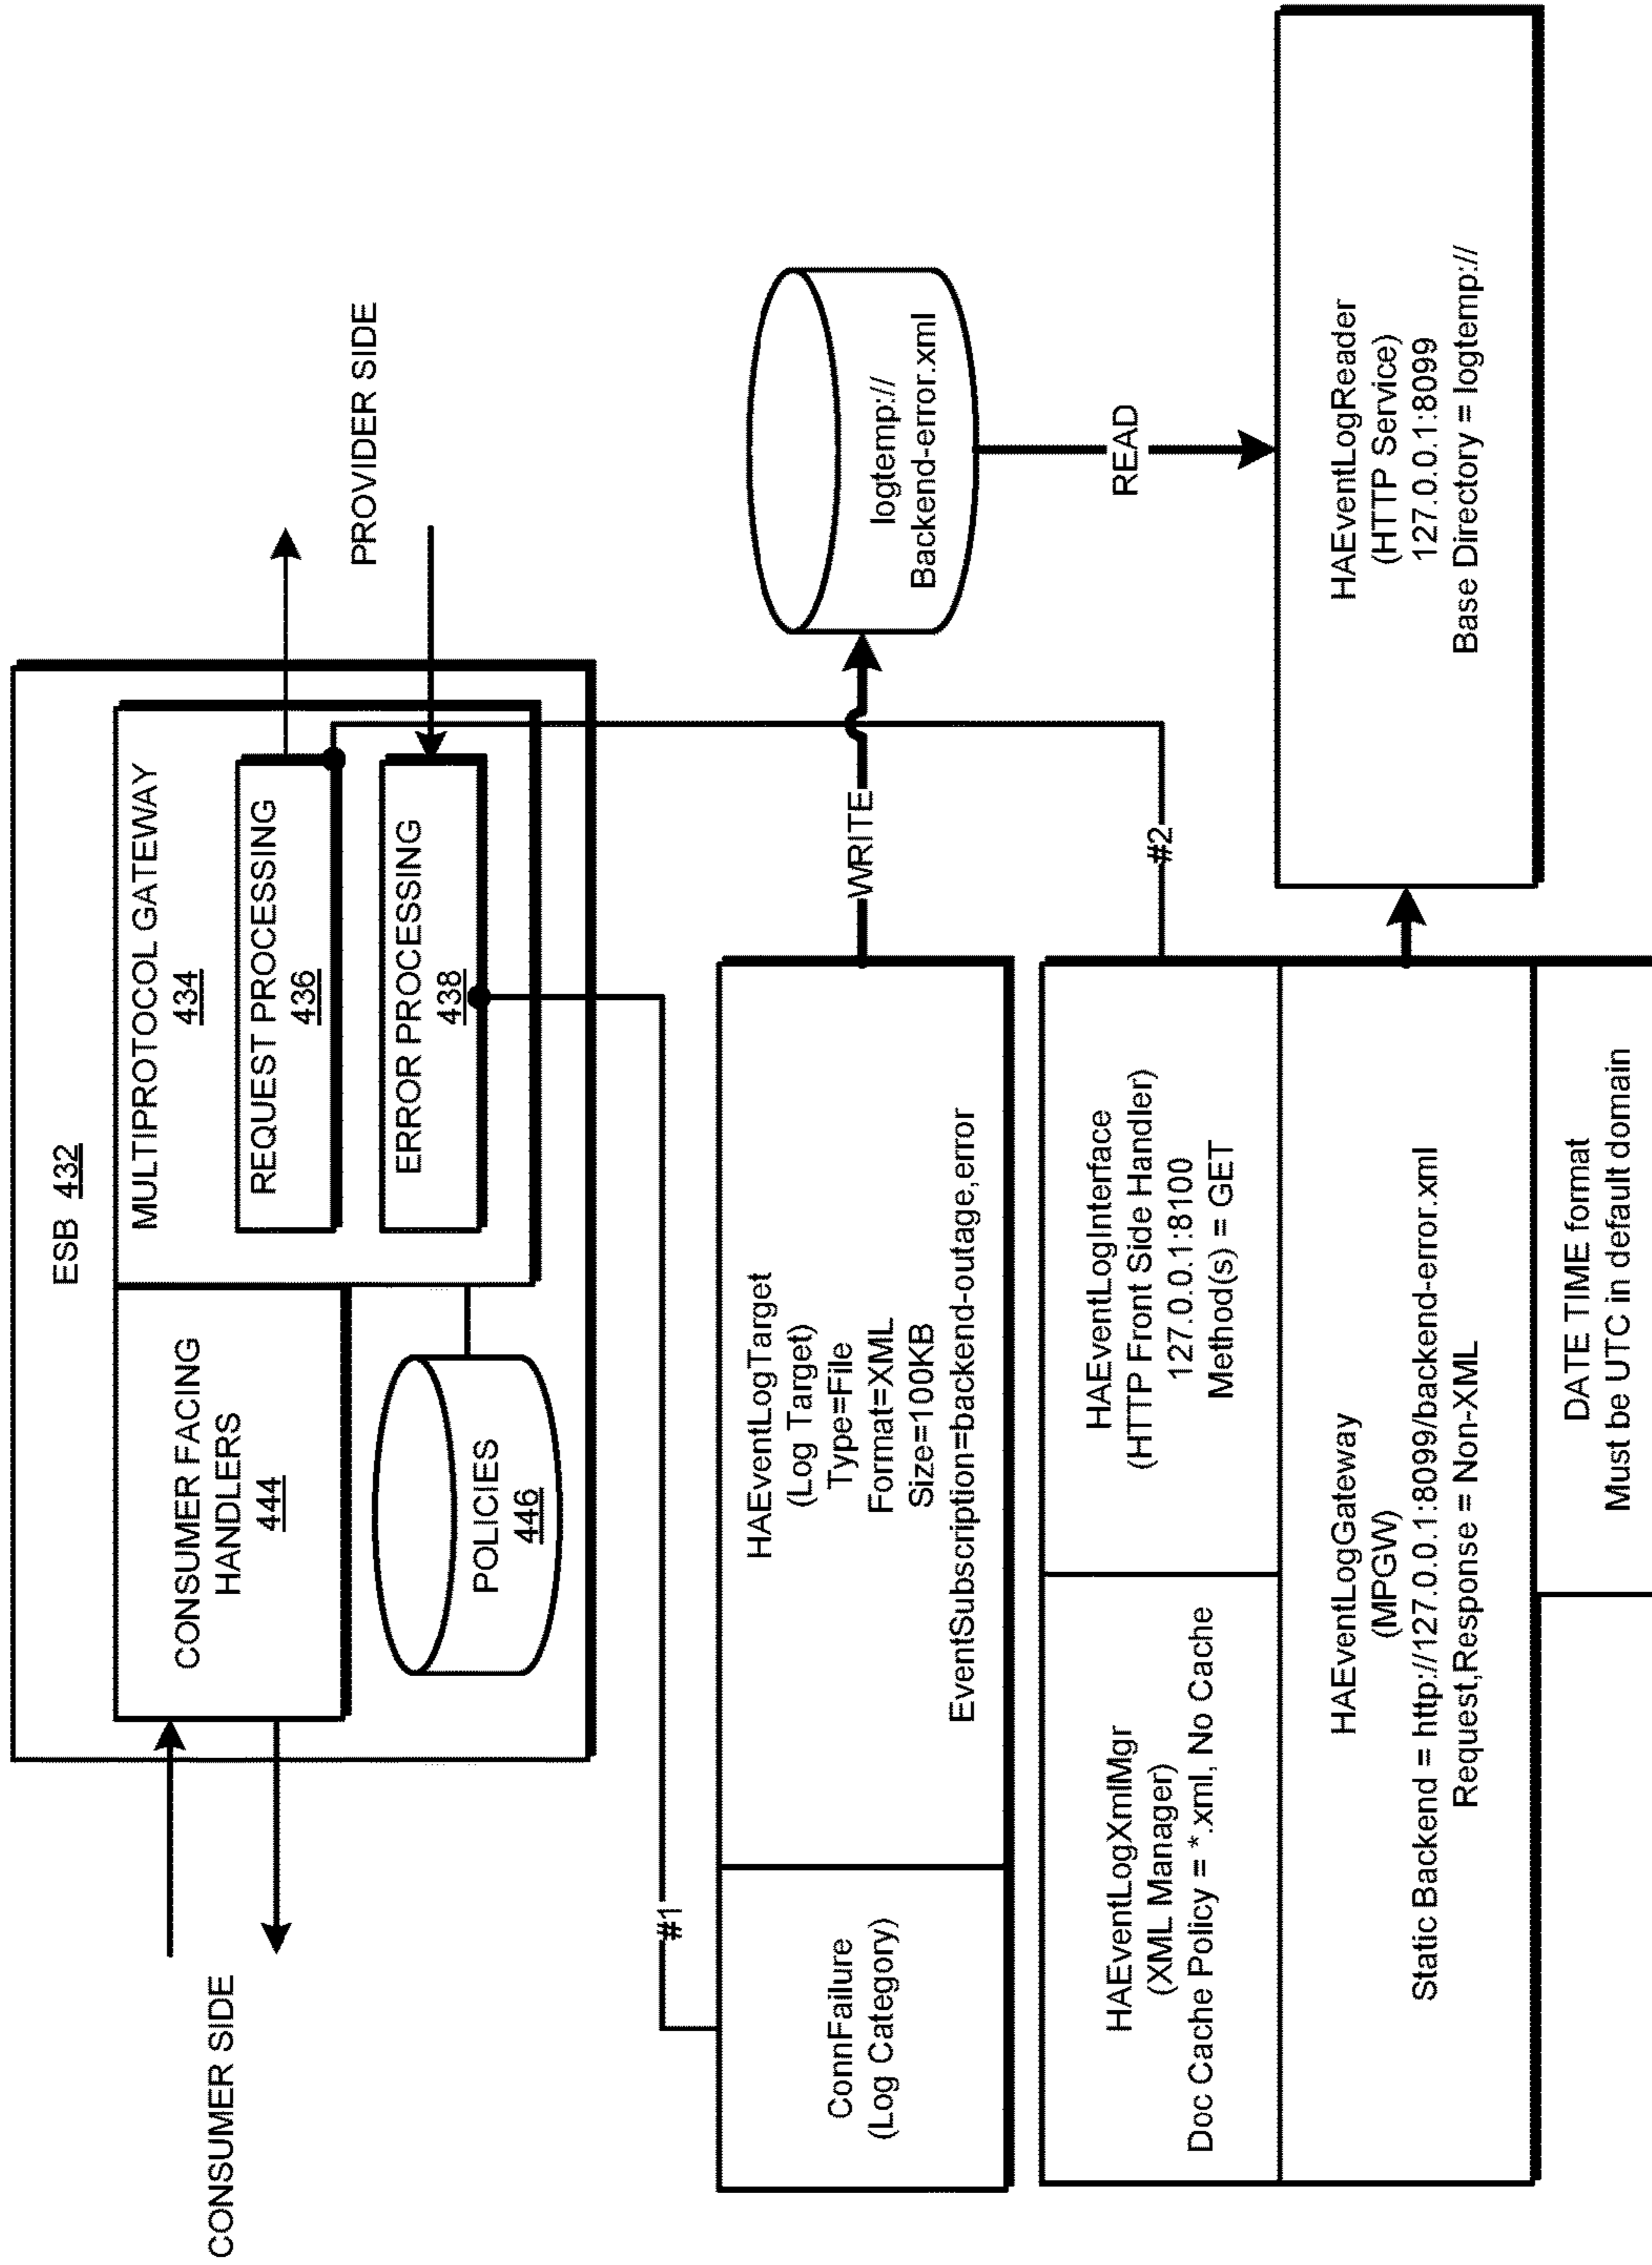 ESB 432
CONSUMER SIDE
CONSUMER FACING
HANDLERS
444
POLICIES
446
MULTIPROTOCOL GATEWAY
434
REQUEST PROCESSING
436
ERROR PROCESSING
438
PROVIDER SIDE
#1
ConnFailure
(Log Category)
HAEventLogTarget
(Log Target)
Type=File
Format=XML
Size=100KB
EventSubscription=backend-outage,error
WRITE
logtemp://
Backend-error.xml
READ
#2
HAEventLogXmlMgr
(XML Manager)
Doc Cache Policy = *.xml, No Cache
HAEventLogInterface
(HTTP Front Side Handler)
127.0.0.1:8100
Method(s) = GET
HAEventLogGateway
(MPGW)
Static Backend = http://127.0.0.1:8099/backend-error.xml
Request,Response = Non-XML
HAEventLogReader
(HTTP Service)
127.0.0.1:8099
Base Directory = logtemp://
DATE TIME format
Must be UTC in default domain